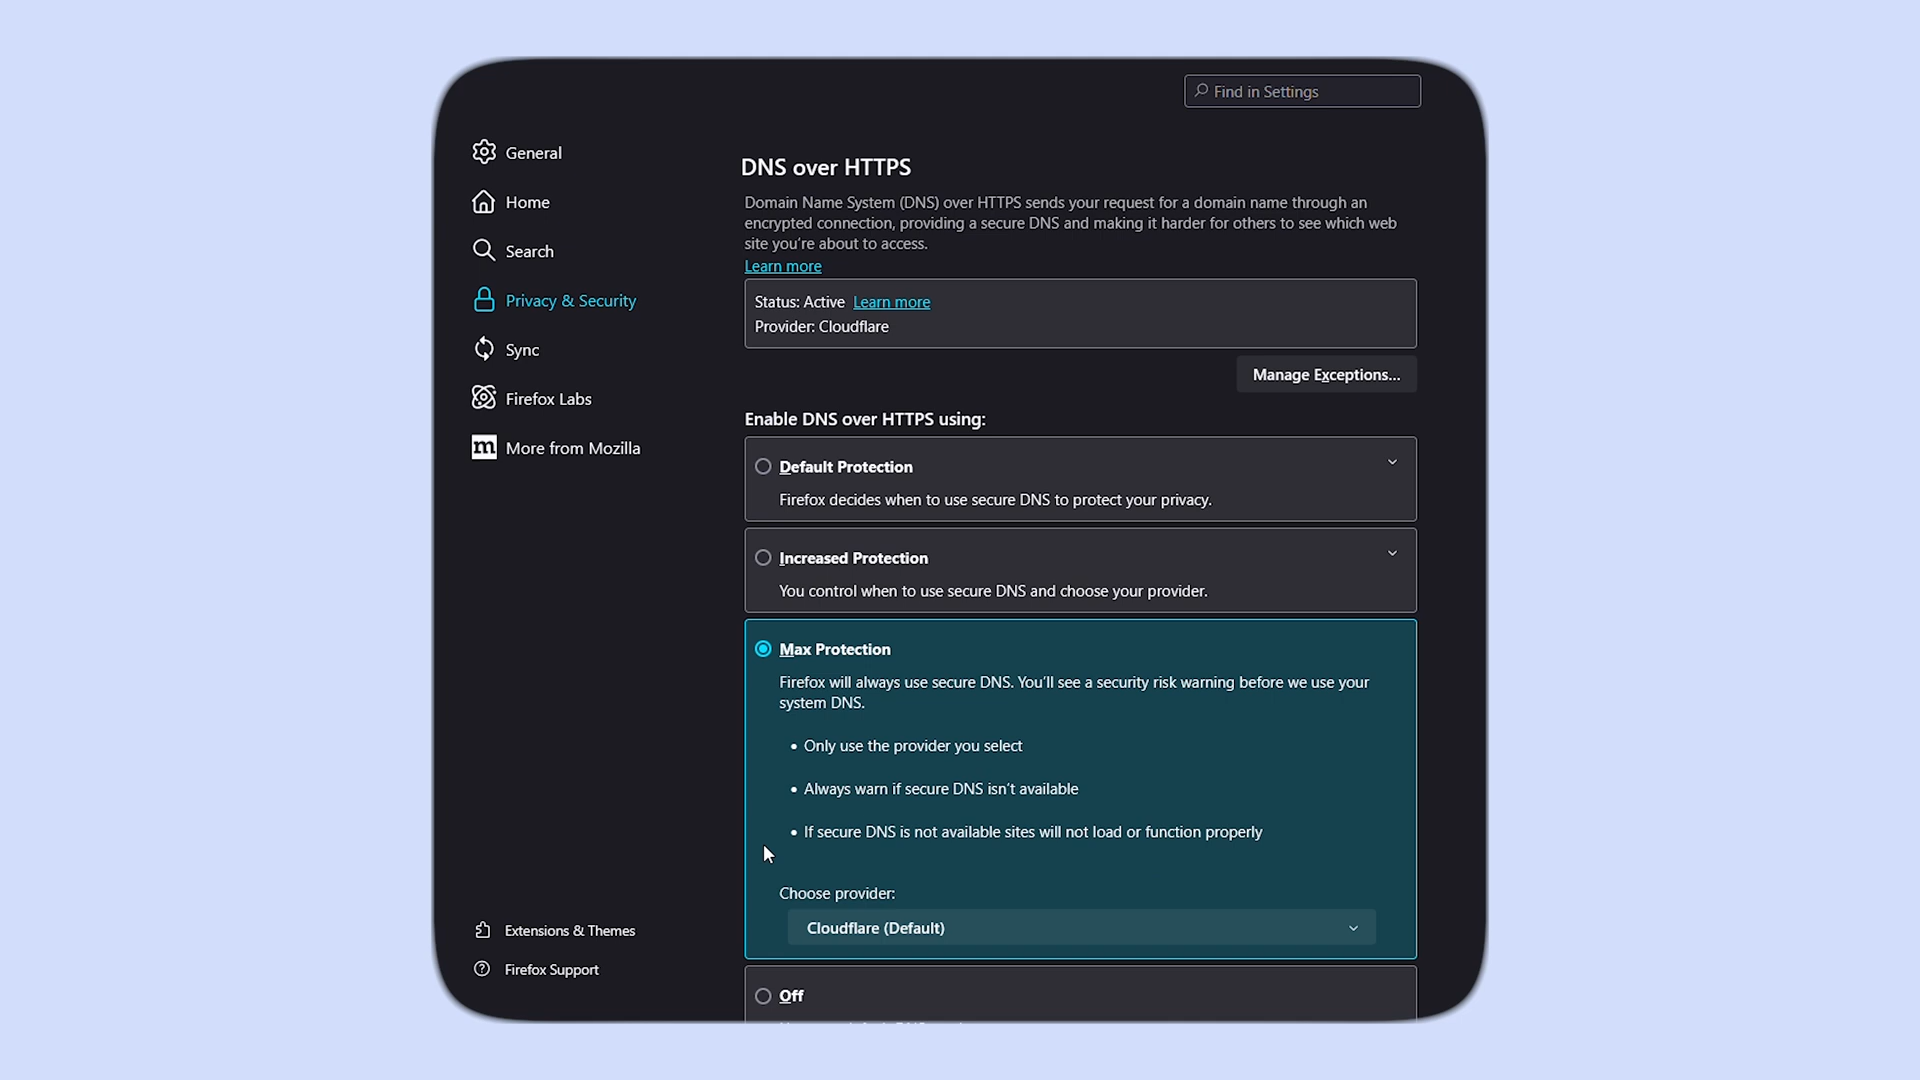 Find in Settings
General
Home
Search
Privacy & Security
Sync
Firefox Labs
m More from Mozilla
Extensions & Themes
Firefox Support
DNS over HTTPS
Domain Name System (DNS) over HTTPS sends your request for a domain name through an
encrypted connection, providing a secure DNS and making it harder for others to see which web
site you're about to access.
Learn more
Status: Active Learn more
Provider: Cloudflare
Manage Exceptions...
Enable DNS over HTTPS using:
Default Protection
Firefox decides when to use secure DNS to protect your privacy.
Increased Protection
You control when to use secure DNS and choose your provider.
Max Protection
Firefox will always use secure DNS. You'll see a security risk warning before we use your
system DNS.
• Only use the provider you select
• Always warn if secure DNS isn't available
• If secure DNS is not available sites will not load or function properly
Choose provider:
Cloudflare (Default)
Off